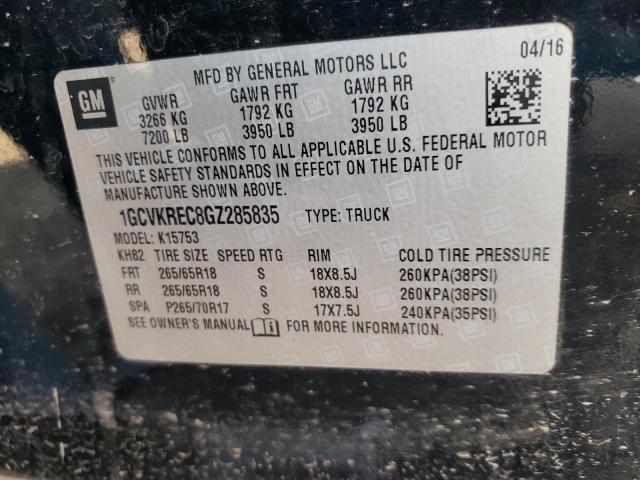 04/16
MFD BY GENERAL MOTORS LLC
GM
GVWR GAWR FRT GAWR RR
3266 KG 1792 KG 1792 KG
7200 LB 3950 LB 3950 LB
THIS VEHICLE CONFORMS TO ALL APPLICABLE U.S. FEDERAL MOTOR
VEHICLE SAFETY STANDARDS IN EFFECT ON THE DATE OF
MANUFACTURE SHOWN ABOVE.
1GCVKREC8GZ285835 TYPE: TRUCK
MODEL: K15753
KH82 TIRE SIZE SPEED RTG RIM COLD TIRE PRESSURE
FRT 265/65R18 S 18X8.5J 260KPA(38PSI)
RR 265/65R18 S 18X8.5J 260KPA(38PSI)
SPA P265/70R17 S 17X7.5J 240KPA(35PSI)
SEE OWNER'S MANUAL FOR MORE INFORMATION.